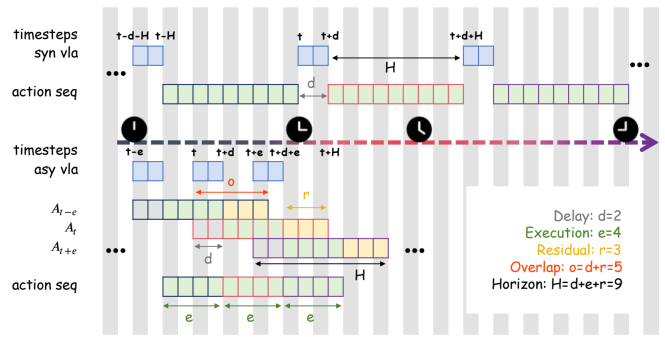 timesteps
syn vla
t-d-H t-H t t+d t+d+H
H
action seq
d
timesteps
asy vla
t-e t t+d t+e t+d+e t+H
o
r
A_{t-e}
A_t
A_{t+e}
d
H
action seq
e e e
Delay: d=2
Execution: e=4
Residual: r=3
Overlap: o=d+r=5
Horizon: H=d+e+r=9